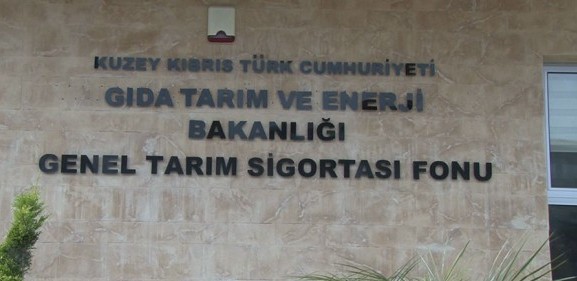 KUZEY KIBRIS TÜRK CUMHURİYETİ
GIDA TARIM VE ENERJİ
BAKANLIĞI
GENEL TARIM SİGORTASI FONU